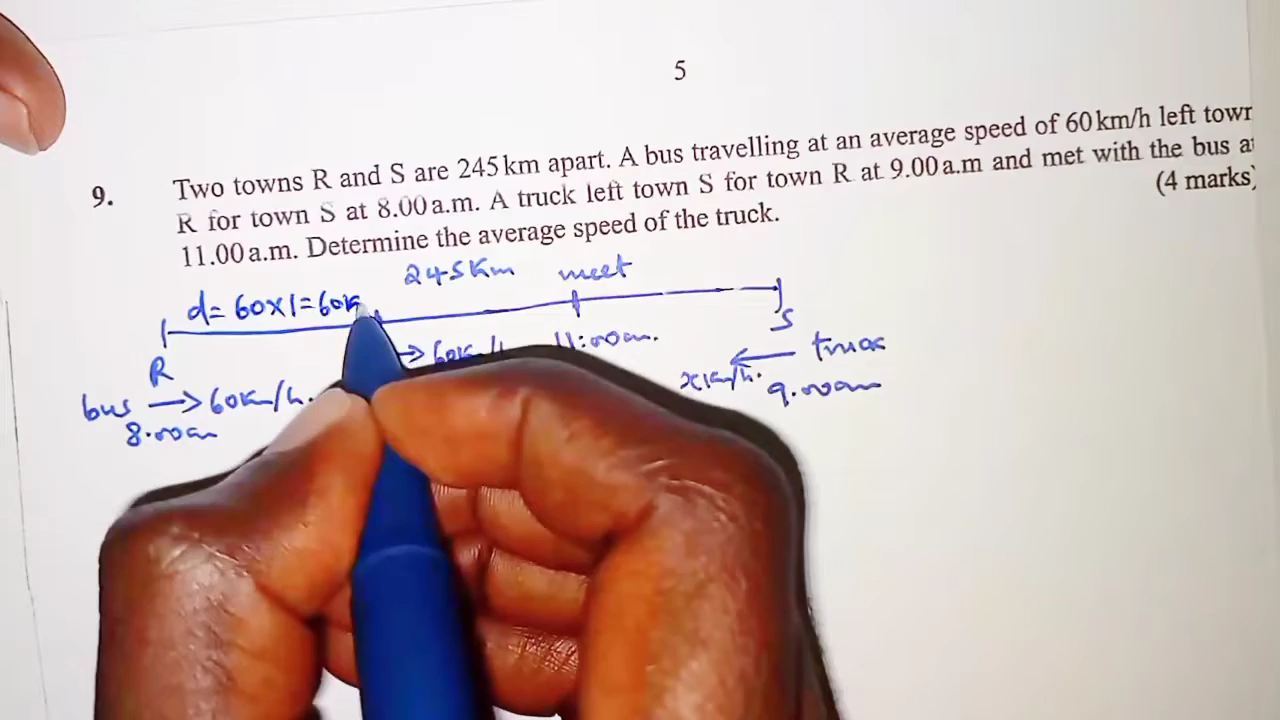 5
9. Two towns R and S are 245 km apart. A bus travelling at an average speed of 60 km/h left town
R for town S at 8.00 a.m. A truck left town S for town R at 9.00 a.m and met with the bus at
11.00 a.m. Determine the average speed of the truck. (4 marks)
245Km meet
d= 60×1=60K
R S
→ 60K 11:00am.
bus → 60Km/h. xKm/h. ← truck
8.00am 9.00am